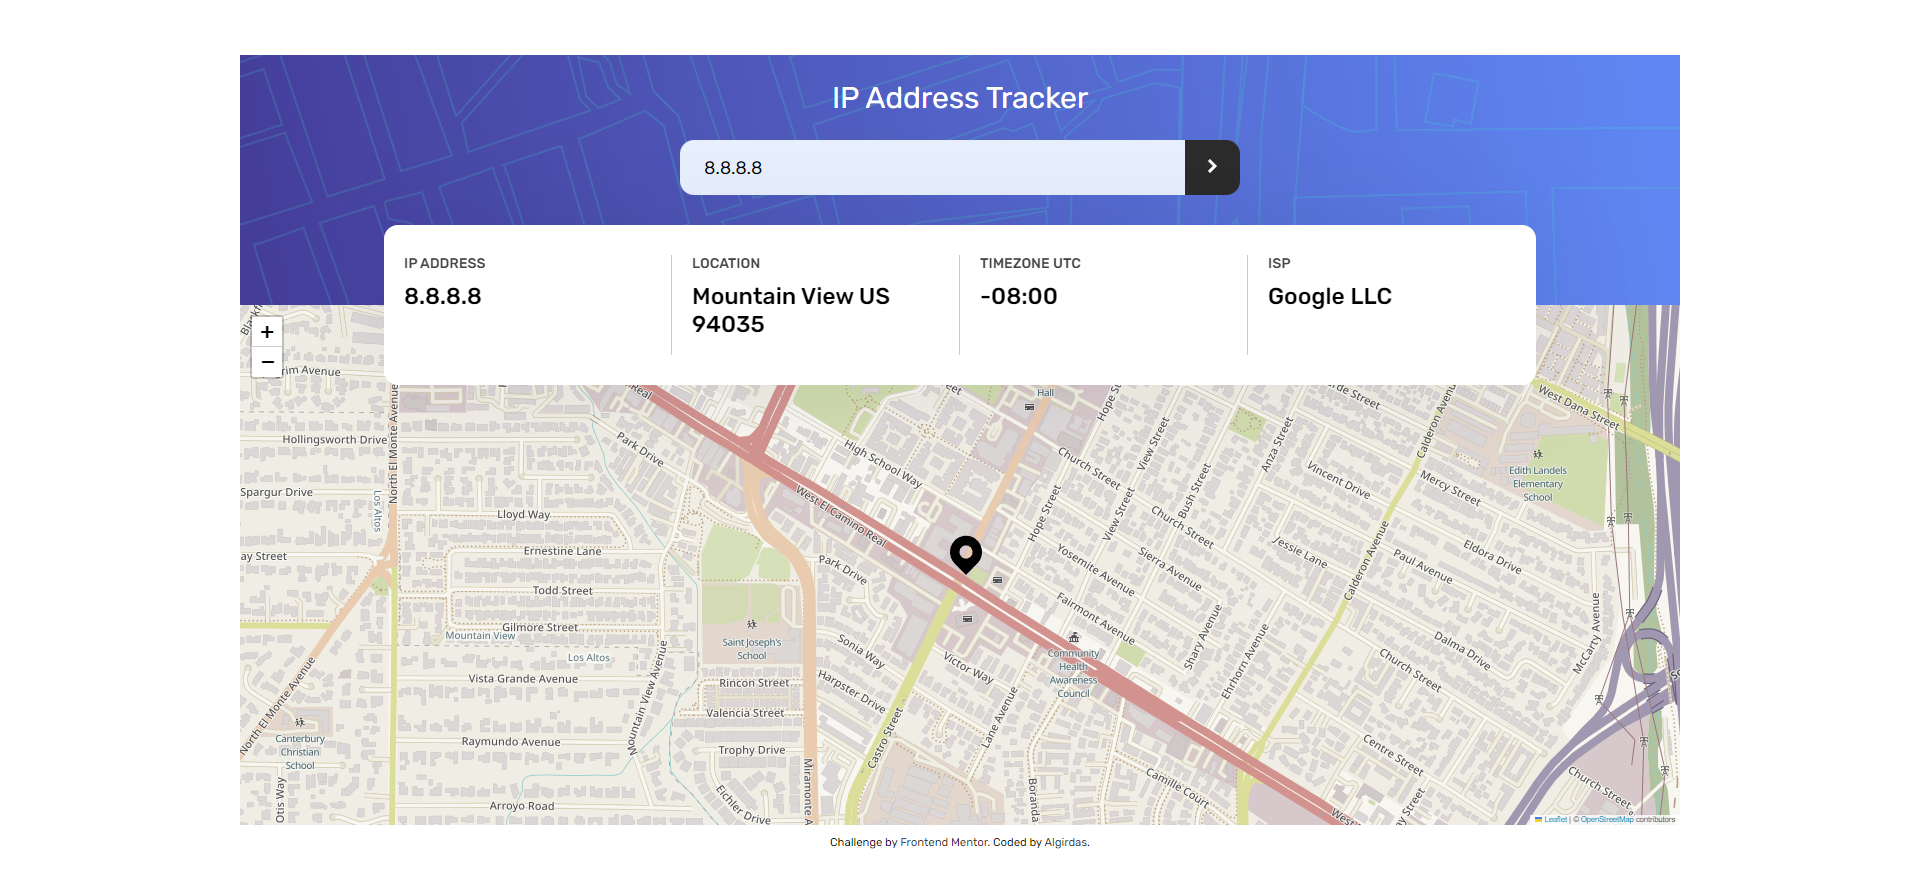 IP Address Tracker
8.8.8.8
IP ADDRESS
8.8.8.8
LOCATION
Mountain View US
94035
TIMEZONE UTC
-08:00
ISP
Google LLC
+
−
Hollingsworth Drive
North El Monte Avenue
Spargur Drive
Los Altos
Lloyd Way
ay Street
Ernestine Lane
Todd Street
Gilmore Street
Mountain View
Los Altos
Vista Grande Avenue
Mountain View Avenue
North El Monte Avenue
Canterbury
Christian
School
Raymundo Avenue
Otis Way
Arroyo Road
Real
Park Drive
High School Way
West El Camino Real
Park Drive
Saint Joseph's
School
Rincon Street
Valencia Street
Trophy Drive
Eichler Drive
Miramonte A
Sonia Way
Harpster Drive
Castro Street
Victor Way
Lane Avenue
Boranda
Camille Court
Community
Health
Awareness
Council
Hall
Hope St
Church Street
View Street
Hope Street
View Street
Bush Street
Church Street
Yosemite Avenue
Sierra Avenue
Fairmont Avenue
Shary Avenue
Ehrhorn Avenue
Anza Street
Vincent Drive
Jessie Lane
Calderon Avenue
Calderon Avenue
Mercy Street
Paul Avenue
Eldora Drive
West Dana Street
Edith Landels
Elementary
School
Dalma Drive
McCarty Avenue
Church Street
Centre Street
Church Street
West
Leaflet | © OpenStreetMap contributors
Challenge by Frontend Mentor. Coded by Algirdas.